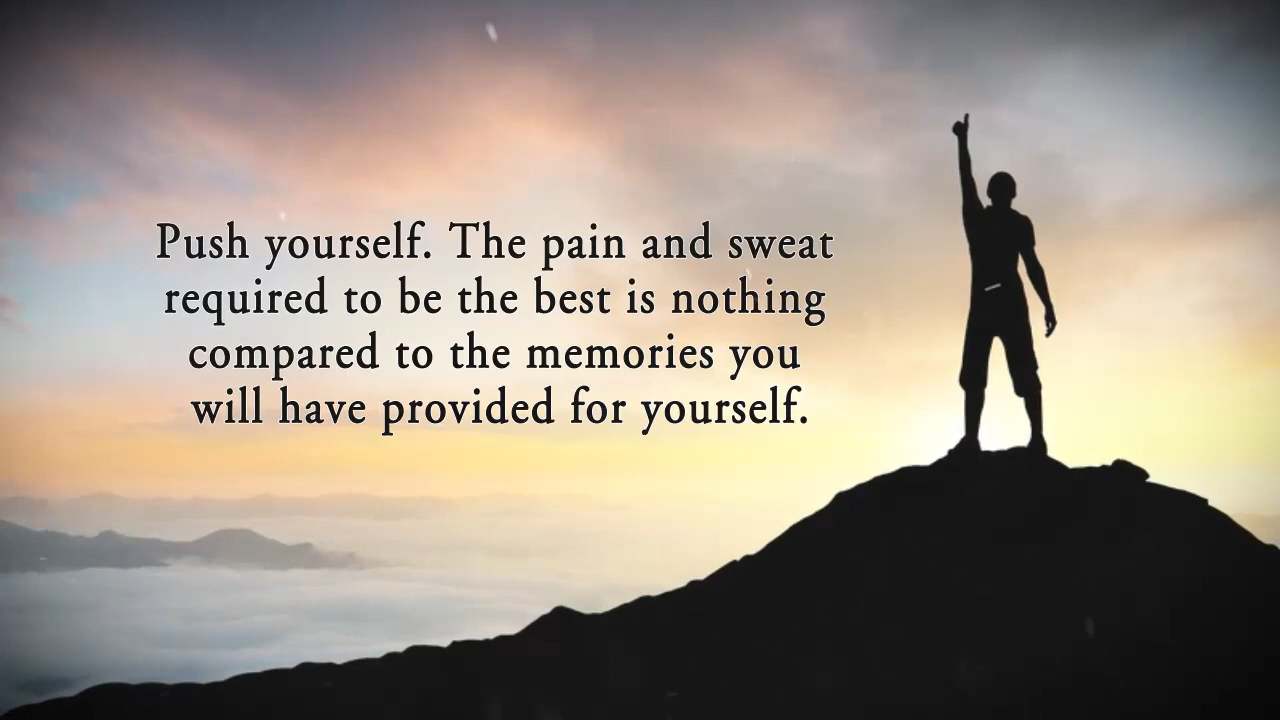 Push yourself. The pain and sweat
required to be the best is nothing
compared to the memories you
will have provided for yourself.